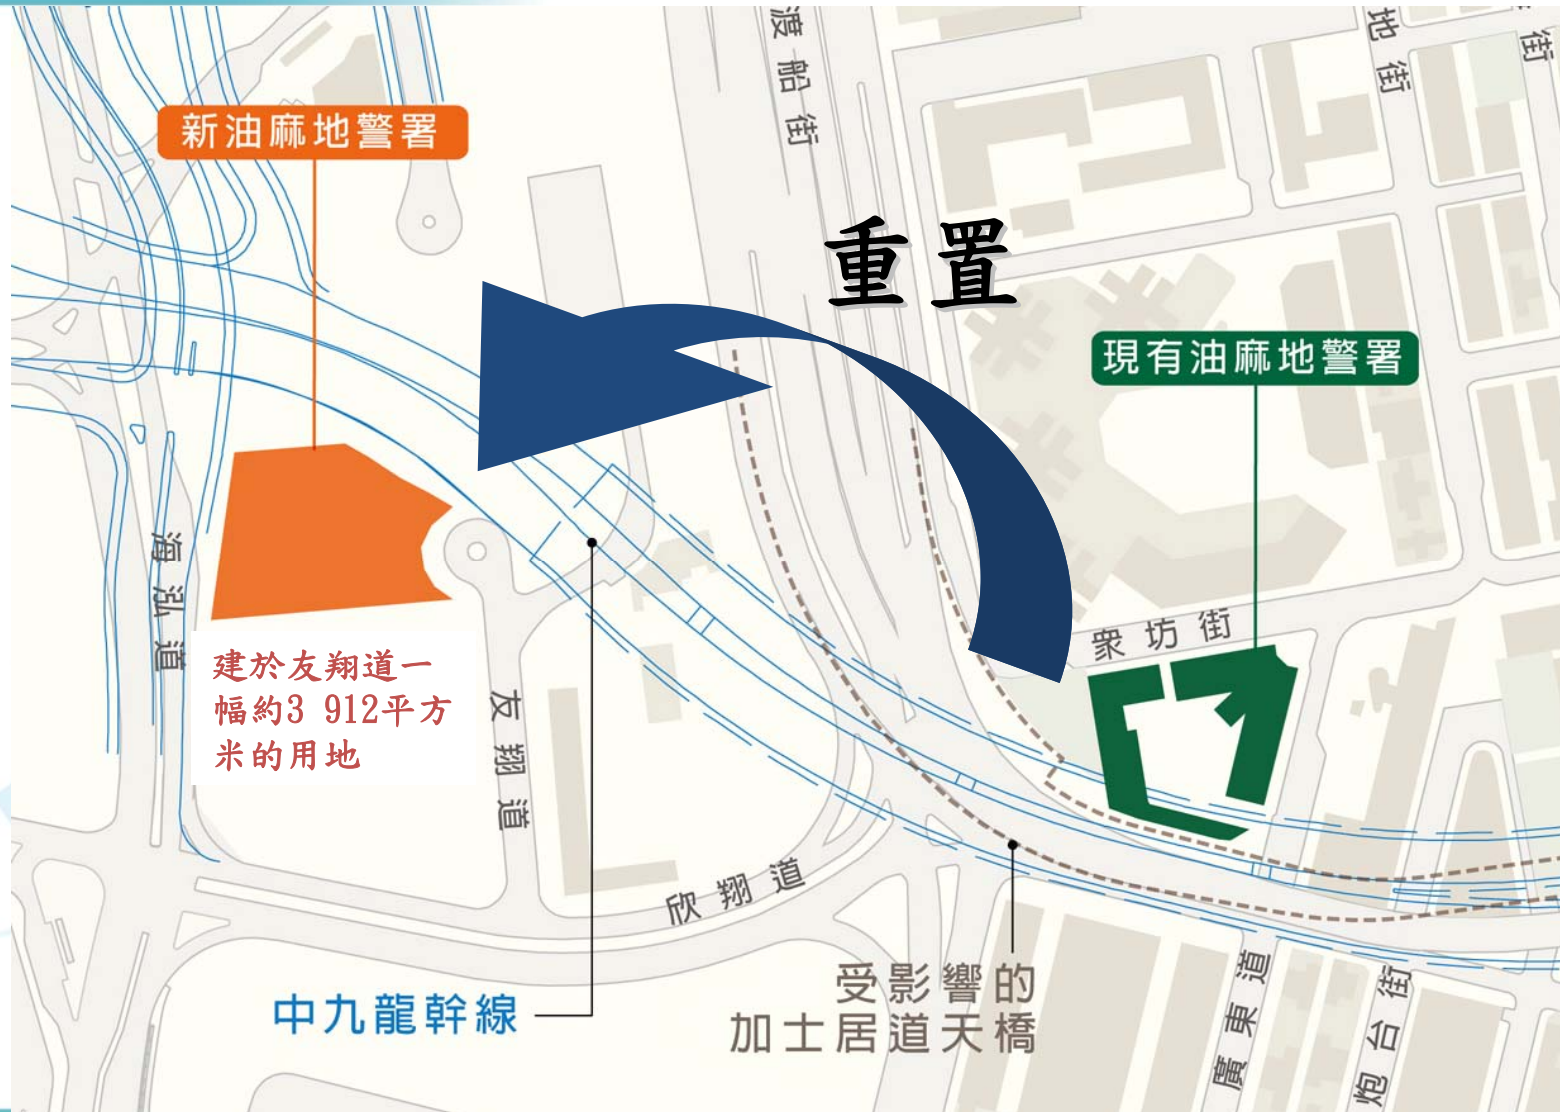 渡船街
地街
街
新油麻地警署
重置
現有油麻地警署
海泓道
眾坊街
建於友翔道一
幅約3 912平方
米的用地
友翔道
欣翔道
中九龍幹線
受影響的
加士居道天橋
廣東道
炮台街